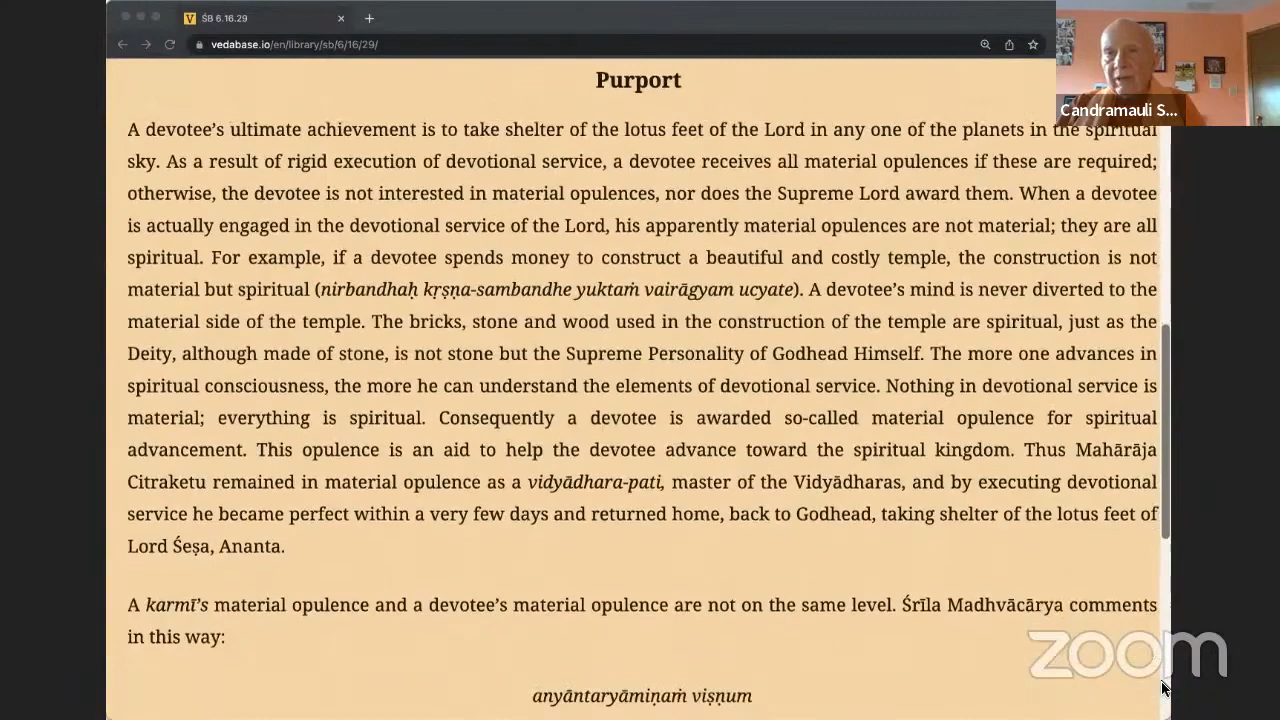 ŚB 6.16.29
vedabase.io/en/library/sb/6/16/29/
Candramauli S...
Purport
A devotee’s ultimate achievement is to take shelter of the lotus feet of the Lord in any one of the planets in the spiritual
sky. As a result of rigid execution of devotional service, a devotee receives all material opulences if these are required;
otherwise, the devotee is not interested in material opulences, nor does the Supreme Lord award them. When a devotee
is actually engaged in the devotional service of the Lord, his apparently material opulences are not material; they are all
spiritual. For example, if a devotee spends money to construct a beautiful and costly temple, the construction is not
material but spiritual (nirbandhaḥ kṛṣṇa-sambandhe yuktaṁ vairāgyam ucyate). A devotee’s mind is never diverted to the
material side of the temple. The bricks, stone and wood used in the construction of the temple are spiritual, just as the
Deity, although made of stone, is not stone but the Supreme Personality of Godhead Himself. The more one advances in
spiritual consciousness, the more he can understand the elements of devotional service. Nothing in devotional service is
material; everything is spiritual. Consequently a devotee is awarded so-called material opulence for spiritual
advancement. This opulence is an aid to help the devotee advance toward the spiritual kingdom. Thus Mahārāja
Citraketu remained in material opulence as a vidyādhara-pati, master of the Vidyādharas, and by executing devotional
service he became perfect within a very few days and returned home, back to Godhead, taking shelter of the lotus feet of
Lord Śeṣa, Ananta.
A karmī’s material opulence and a devotee’s material opulence are not on the same level. Śrīla Madhvācārya comments
in this way:
zoom
anyāntaryāmiṇaṁ viṣṇum